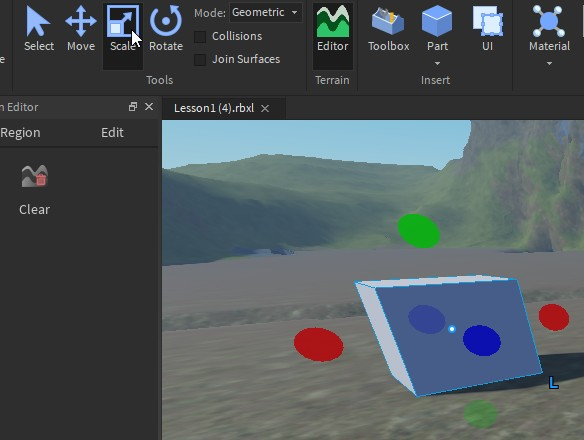 Select
Move
Scale
Rotate
Mode: Geometric
Collisions
Join Surfaces
Tools
Editor
Terrain
Toolbox
Part
UI
Insert
Material
n Editor
Lesson1 (4).rbxl
Region
Edit
Clear
L